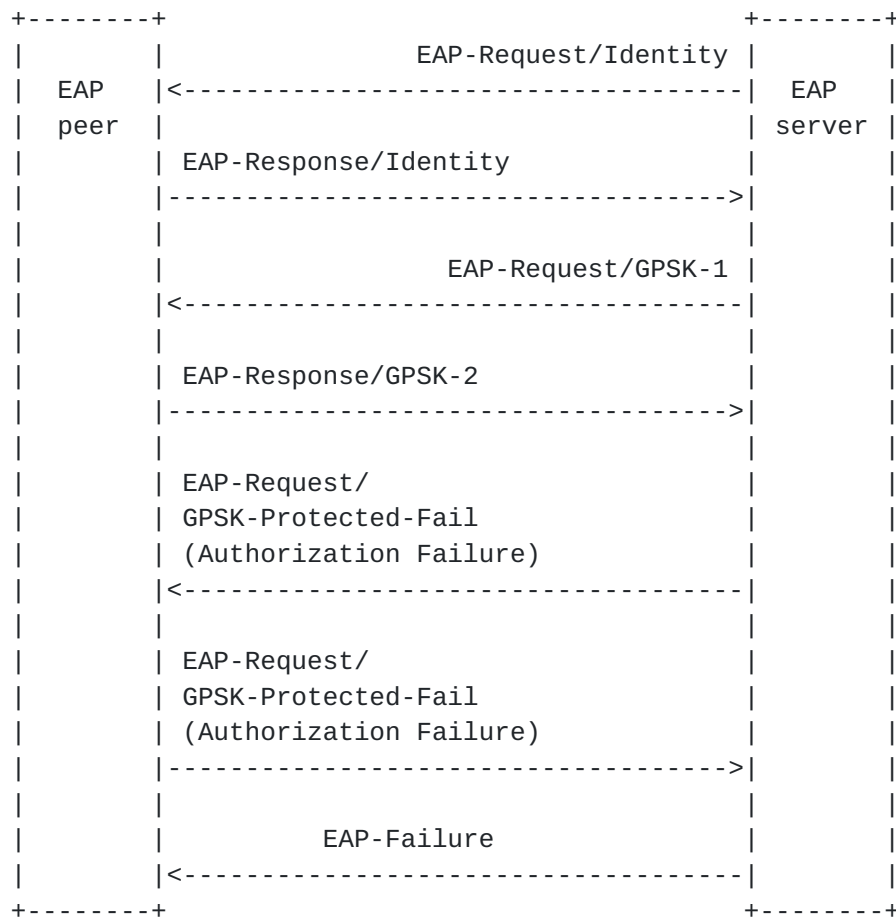 +--------+                                      +--------+
|        |                EAP-Request/Identity  |        |
|  EAP   |<-------------------------------------|  EAP   |
|  peer  |                                      | server |
|        | EAP-Response/Identity                |        |
|        |------------------------------------->|        |
|        |                                      |        |
|        |                  EAP-Request/GPSK-1  |        |
|        |<-------------------------------------|        |
|        |                                      |        |
|        | EAP-Response/GPSK-2                  |        |
|        |------------------------------------->|        |
|        |                                      |        |
|        | EAP-Request/                         |        |
|        | GPSK-Protected-Fail                  |        |
|        | (Authorization Failure)              |        |
|        |<-------------------------------------|        |
|        |                                      |        |
|        | EAP-Request/                         |        |
|        | GPSK-Protected-Fail                  |        |
|        | (Authorization Failure)              |        |
|        |------------------------------------->|        |
|        |                                      |        |
|        |          EAP-Failure                 |        |
|        |<-------------------------------------|        |
+--------+                                      +--------+